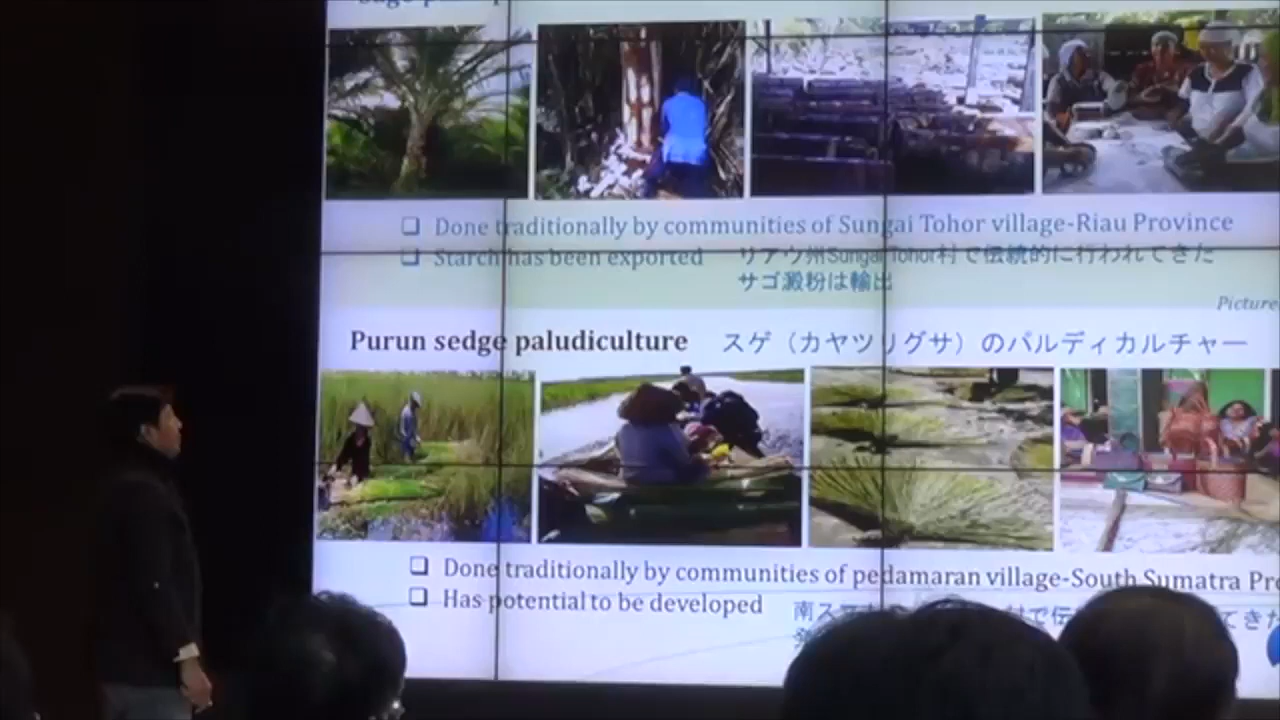 Done traditionally by communities of Sungai Tohor village-Riau Province
Starch has been exported
リアウ州Sungai Tohor村で伝統的に行われてきた
サゴ澱粉は輸出
Picture
Purun sedge paludiculture
スゲ（カヤツリグサ）のパルディカルチャー
Done traditionally by communities of pedamaran village-South Sumatra
Has potential to be developed